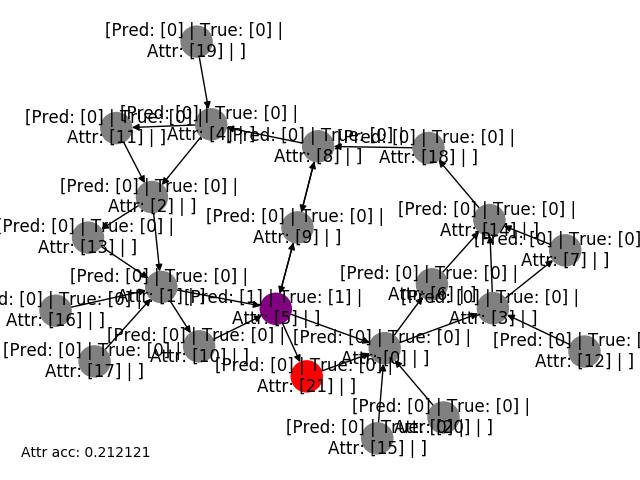 [Pred: [0] | True: [0] |
Attr: [19] | ]
[Pred: [0] | True: [0] |
Attr: [11] | ]
[Pred: [0] | True: [0] |
Attr: [4] | ]
[Pred: [0] | True: [0] |
Attr: [8] | ]
[Pred: [0] | True: [0] |
Attr: [18] | ]
[Pred: [0] | True: [0] |
Attr: [2] | ]
[Pred: [0] | True: [0] |
Attr: [9] | ]
[Pred: [0] | True: [0] |
Attr: [14] | ]
[Pred: [0] | True: [0] |
Attr: [13] | ]
[Pred: [0] | True: [0]
Attr: [7] | ]
[Pred: [0] | True: [0] |
Attr: [1] | ]
[Pred: [0] | True: [0] |
Attr: [6] | ]
d: [0] | True: [0] |
Attr: [16] | ]
[Pred: [1] | True: [1] |
Attr: [5] | ]
[Pred: [0] | True: [0] |
Attr: [3] | ]
[Pred: [0] | True: [0] |
Attr: [17] | ]
[Pred: [0] | True: [0] |
Attr: [10] | ]
[Pred: [0] | True: [0] |
Attr: [0] | ]
[Pred: [0] | True: [
Attr: [12] | ]
[Pred: [0] | True: [0] |
Attr: [21] | ]
[Pred: [0] | True: [0] |
Attr: [20] | ]
[Pred: [0] | True: [0] |
Attr: [15] | ]
Attr acc: 0.212121